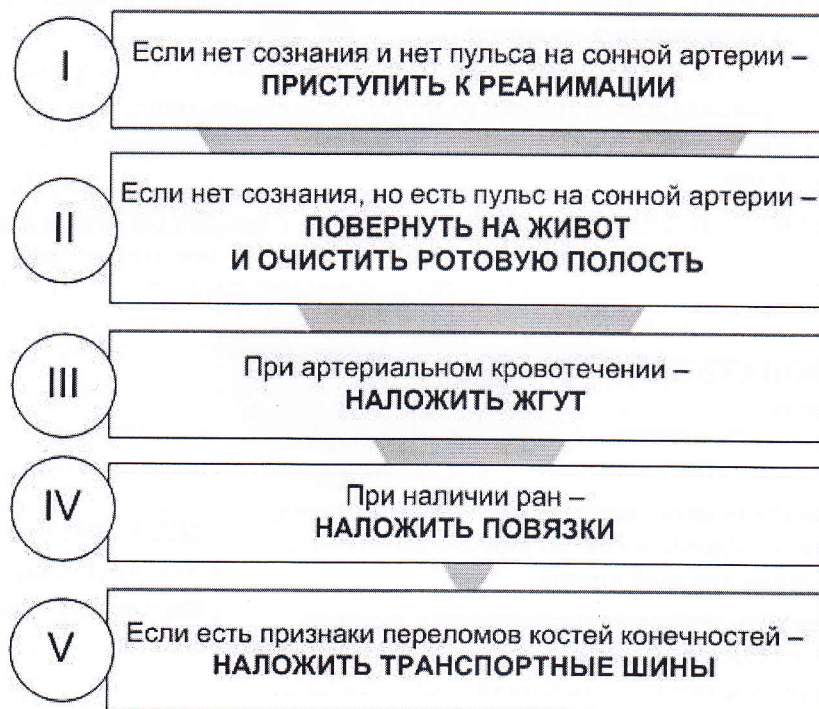 I
Если нет сознания и нет пульса на сонной артерии –
ПРИСТУПИТЬ К РЕАНИМАЦИИ
II
Если нет сознания, но есть пульс на сонной артерии –
ПОВЕРНУТЬ НА ЖИВОТ
И ОЧИСТИТЬ РОТОВУЮ ПОЛОСТЬ
III
При артериальном кровотечении –
НАЛОЖИТЬ ЖГУТ
IV
При наличии ран –
НАЛОЖИТЬ ПОВЯЗКИ
V
Если есть признаки переломов костей конечностей –
НАЛОЖИТЬ ТРАНСПОРТНЫЕ ШИНЫ